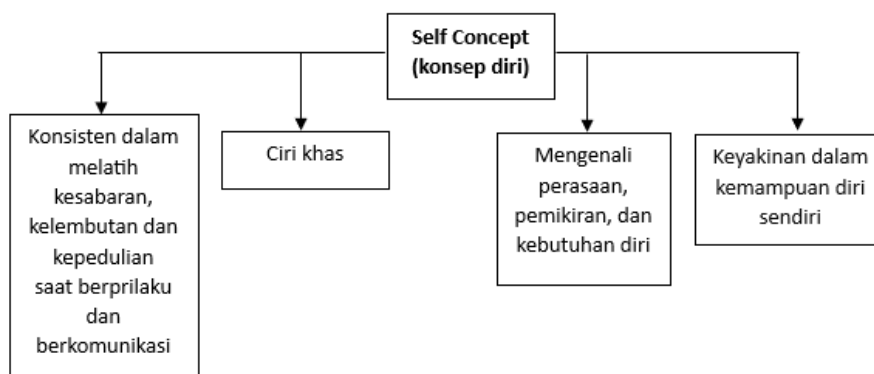 Self Concept
(konsep diri)
Konsisten dalam
melatih
kesabaran,
kelembutan dan
kepedulian
saat berprilaku
dan
berkomunikasi
Ciri khas
Mengenali
perasaan,
pemikiran, dan
kebutuhan diri
Keyakinan dalam
kemampuan diri
sendiri